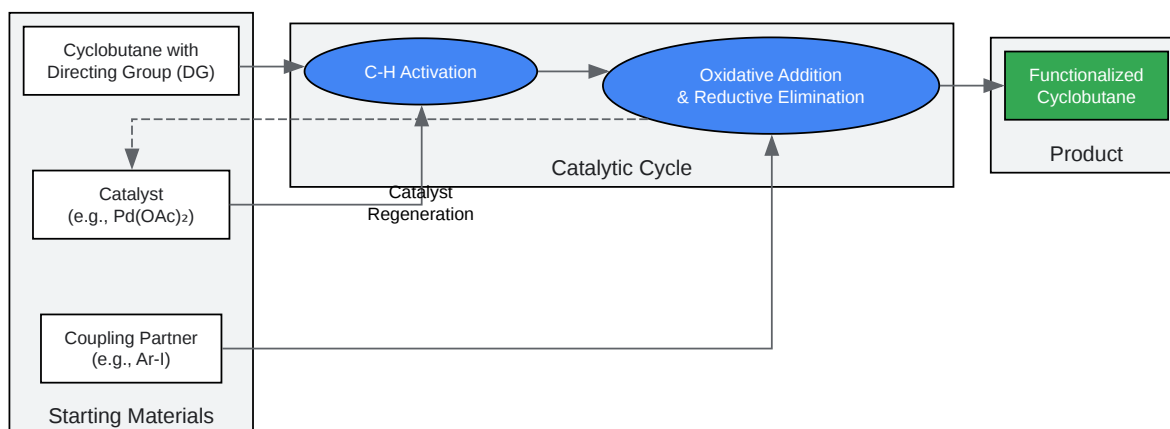 Cyclobutane with
Directing Group (DG)
C-H Activation
Oxidative Addition
& Reductive Elimination
Functionalized
Cyclobutane
Product
Catalytic Cycle
Catalyst
(e.g., Pd(OAc)₂)
Catalyst
Regeneration
Coupling Partner
(e.g., Ar-I)
Starting Materials